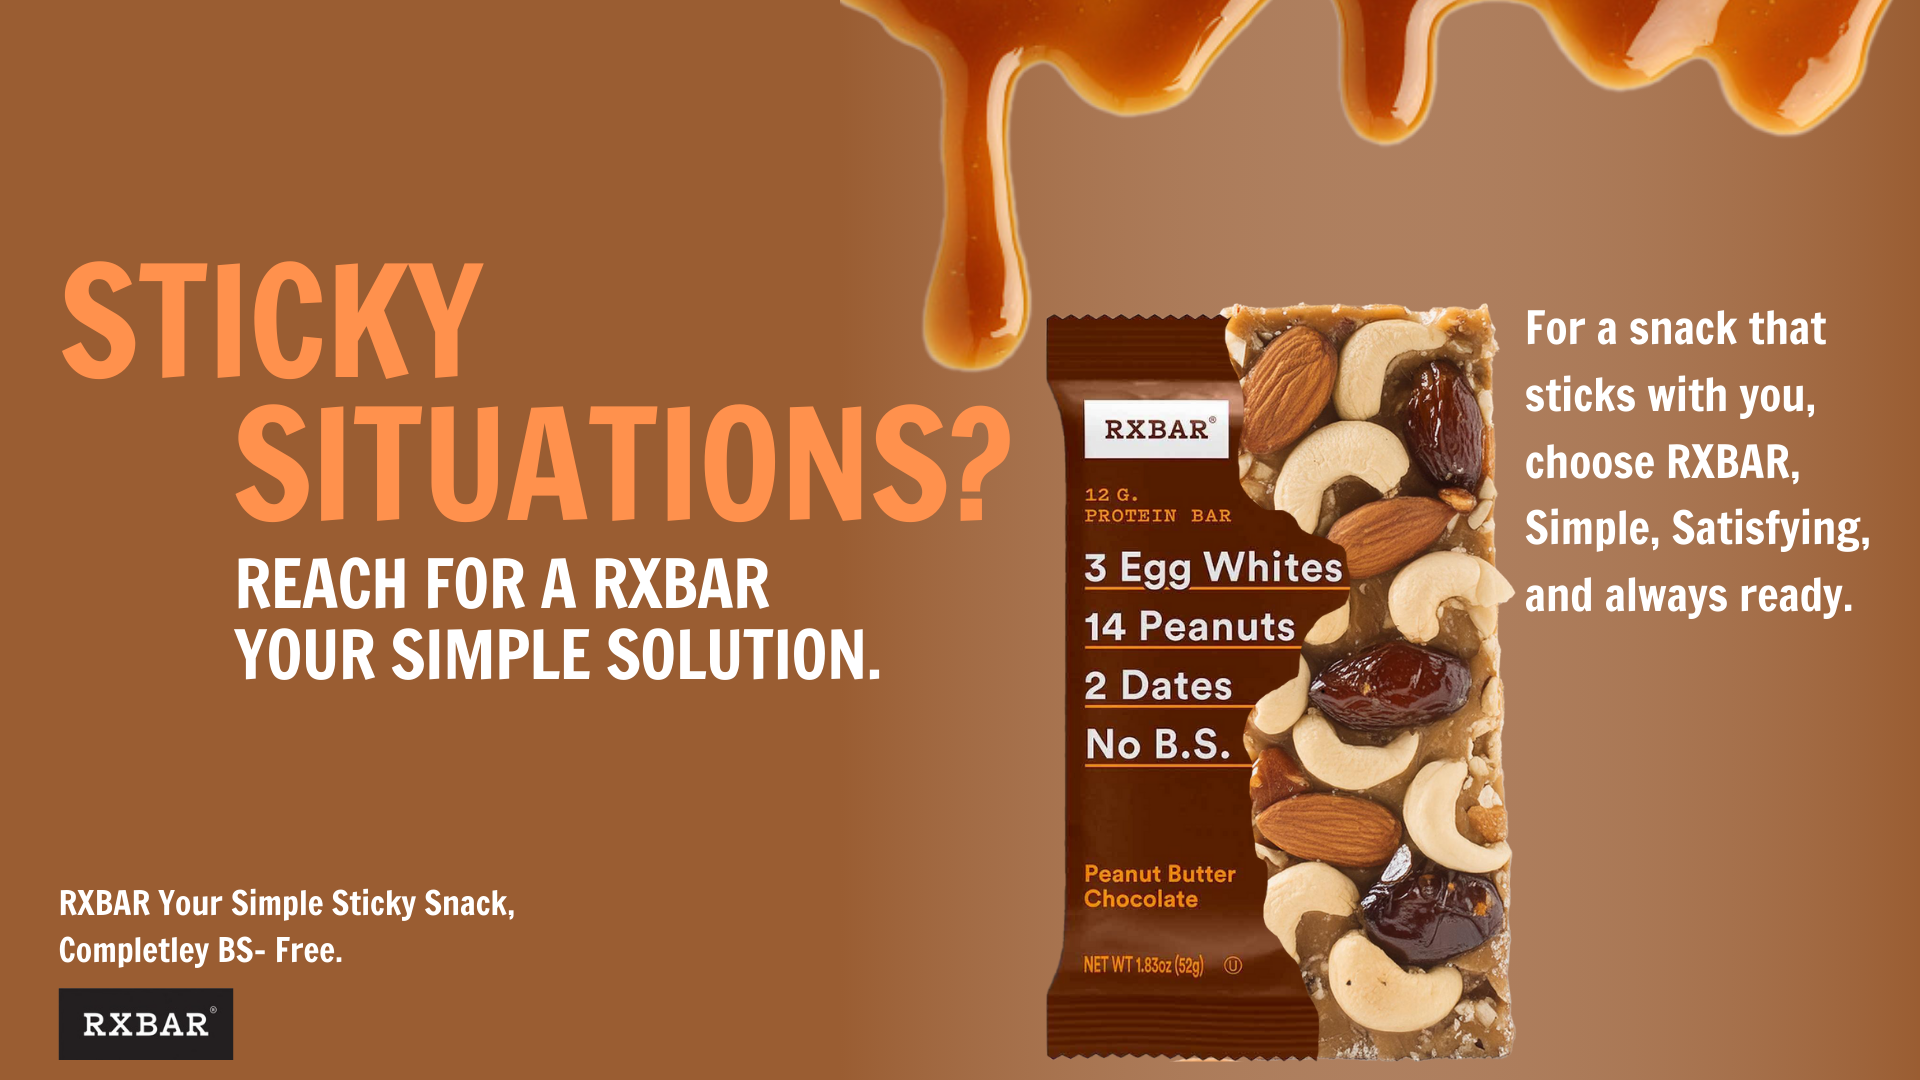 STICKY
SITUATIONS?
REACH FOR A RXBAR
YOUR SIMPLE SOLUTION.
For a snack that
sticks with you,
choose RXBAR,
Simple, Satisfying,
and always ready.
RXBAR®
12 G.
PROTEIN BAR
3 Egg Whites
14 Peanuts
2 Dates
No B.S.
Peanut Butter
Chocolate
NET WT 1.83oz (52g) Ⓤ
RXBAR Your Simple Sticky Snack,
Completley BS- Free.
RXBAR®